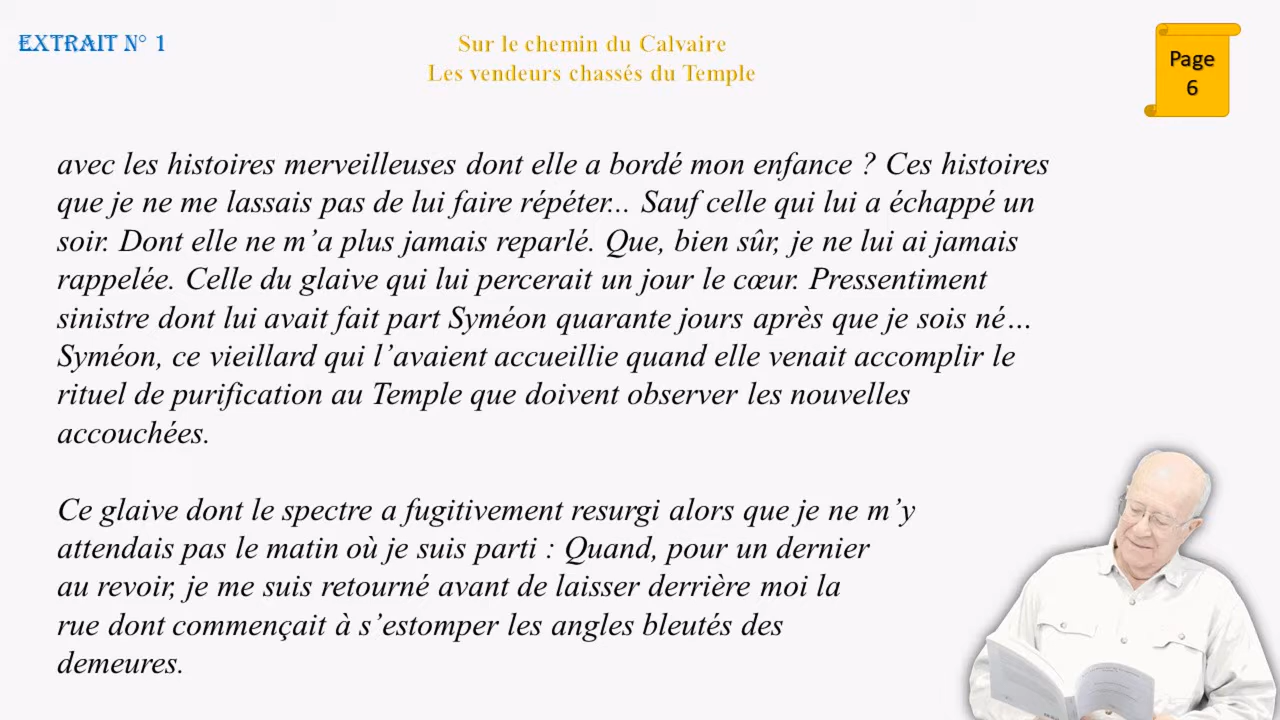 EXTRAIT N° 1
Sur le chemin du Calvaire
Les vendeurs chassés du Temple
Page
6
avec les histoires merveilleuses dont elle a bordé mon enfance ? Ces histoires
que je ne me lassais pas de lui faire répéter... Sauf celle qui lui a échappé un
soir. Dont elle ne m’a plus jamais reparlé. Que, bien sûr, je ne lui ai jamais
rappelée. Celle du glaive qui lui percerait un jour le cœur. Pressentiment
sinistre dont lui avait fait part Syméon quarante jours après que je sois né…
Syméon, ce vieillard qui l’avaient accueillie quand elle venait accomplir le
rituel de purification au Temple que doivent observer les nouvelles
accouchées.
Ce glaive dont le spectre a fugitivement resurgi alors que je ne m’y
attendais pas le matin où je suis parti : Quand, pour un dernier
au revoir, je me suis retourné avant de laisser derrière moi la
rue dont commençait à s’estomper les angles bleutés des
demeures.